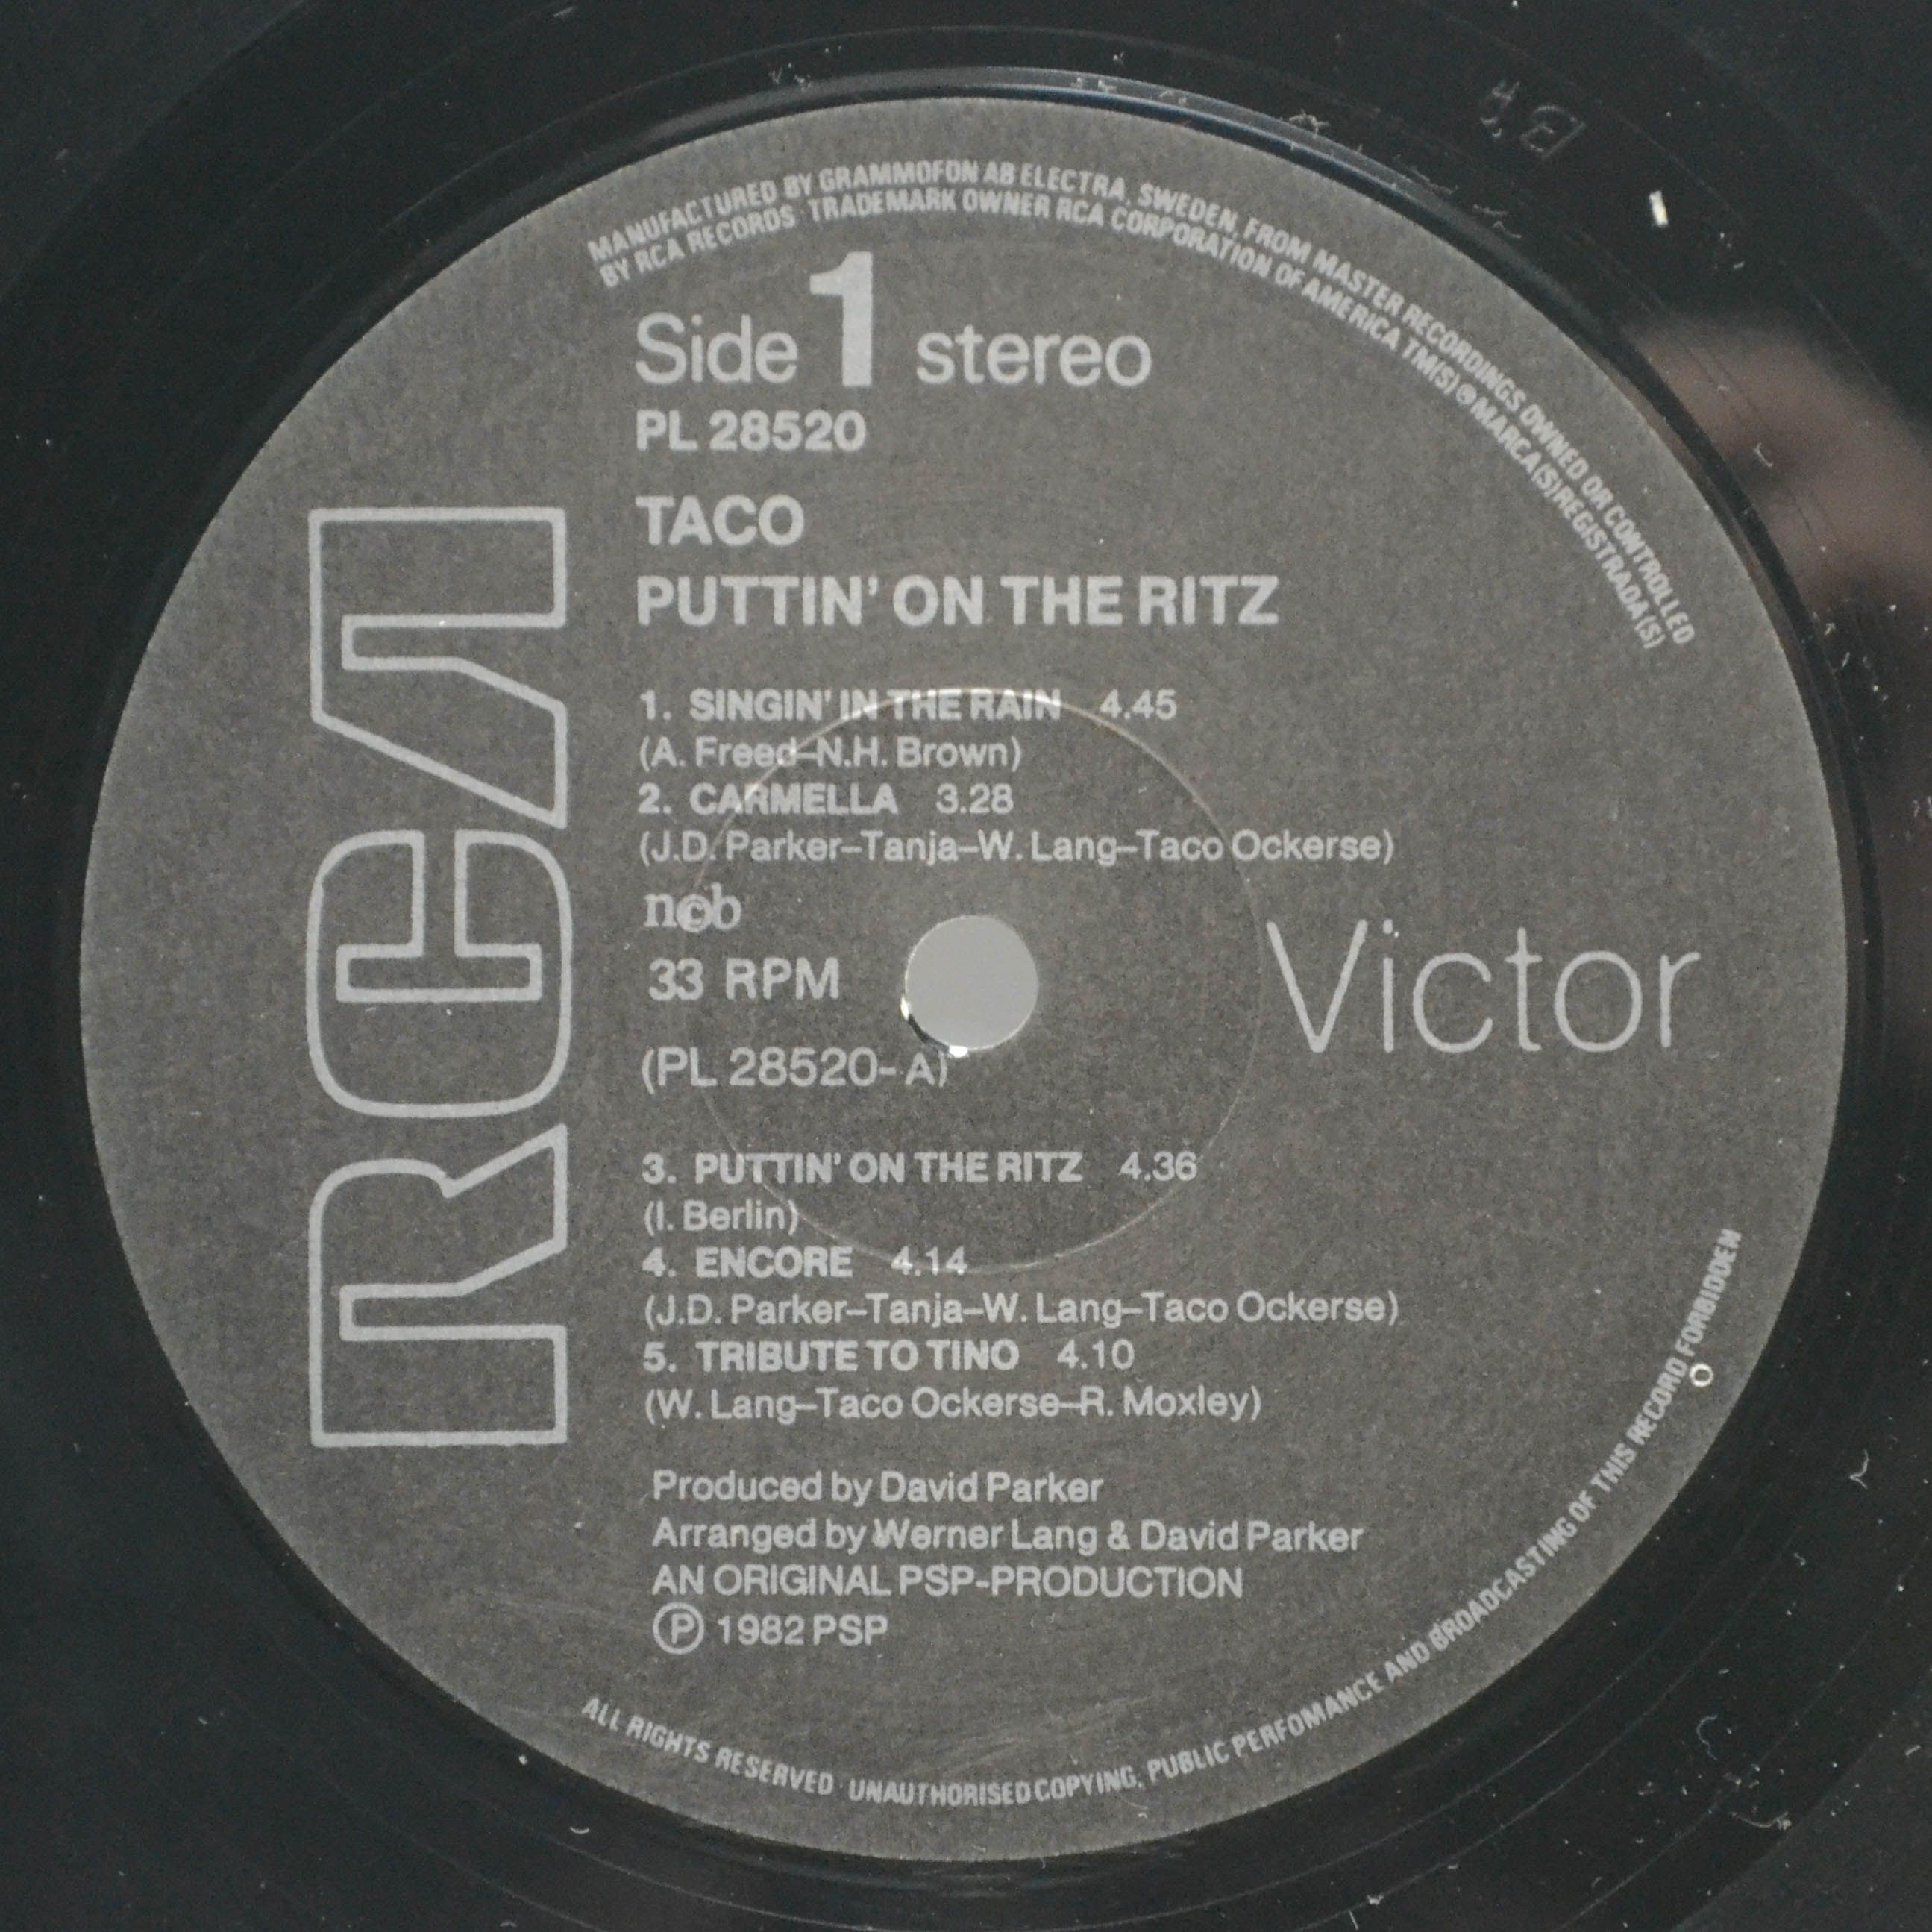 MANUFACTURED BY GRAMMOFON AB ELECTRA, SWEDEN, FROM MASTER RECORDINGS OWNED OR CONTROLLED
BY RCA RECORDS · TRADEMARK OWNER RCA CORPORATION OF AMERICA TM(S) ® MARCA(S) REGISTRADA(S)
Side 1 stereo
PL 28520
TACO
PUTTIN' ON THE RITZ
1. SINGIN' IN THE RAIN 4.45
(A. Freed–N.H. Brown)
2. CARMELLA 3.28
(J.D. Parker–Tanja–W. Lang–Taco Ockerse)
n©b
33 RPM
(PL 28520-A)
RCA
Victor
3. PUTTIN' ON THE RITZ 4.36
(I. Berlin)
4. ENCORE 4.14
(J.D. Parker–Tanja–W. Lang–Taco Ockerse)
5. TRIBUTE TO TINO 4.10
(W. Lang–Taco Ockerse–R. Moxley)
Produced by David Parker
Arranged by Werner Lang & David Parker
AN ORIGINAL PSP-PRODUCTION
℗ 1982 PSP
ALL RIGHTS RESERVED · UNAUTHORISED COPYING, PUBLIC PERFOMANCE AND BROADCASTING OF THIS RECORD FORBIDDEN